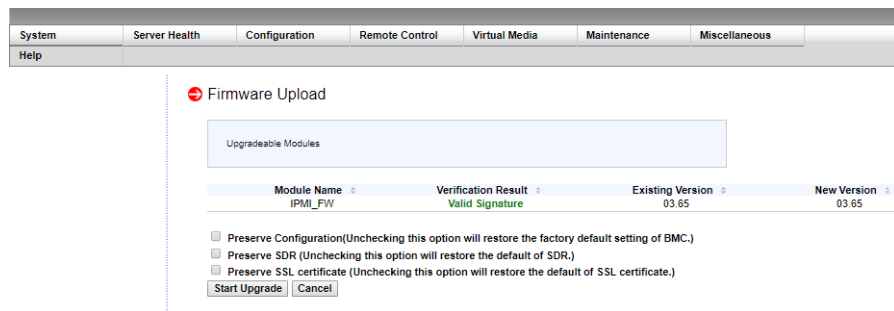 System Server Health Configuration Remote Control Virtual Media Maintenance Miscellaneous
Help
Firmware Upload
Upgradeable Modules
Module Name Verification Result Existing Version New Version
IPMI_FW Valid Signature 03.65 03.65
Preserve Configuration(Unchecking this option will restore the factory default setting of BMC.)
Preserve SDR (Unchecking this option will restore the default of SDR.)
Preserve SSL certificate (Unchecking this option will restore the default of SSL certificate.)
Start Upgrade Cancel